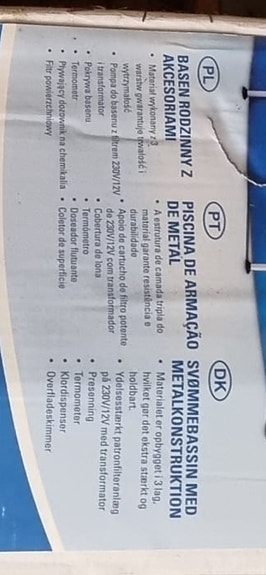 PL
BASEN RODZINNY Z
AKCESORIAMI
• Materiał wykonany z 3
warstw gwarantuje trwałość i
wytrzymałość
• Pompa do basenu z filtrem 230V/12V
i transformator
• Pokrywa basenu
• Termometr
• Pływający dozownik na chemikalia
• Filtr powierzchniowy
PT
PISCINA DE ARMAÇÃO
DE METAL
• A estrutura de camada tripla do
material garante resistência e
durabilidade
• Apoio de cartucho de filtro potente
de 230V/12V com transformador
• Cobertura de lona
• Termómetro
• Doseador flutuante
• Coletor de superfície
DK
SVØMMEBASSIN MED
METALKONSTRUKTION
• Materialet er opbygget i 3 lag,
hvilket gør det ekstra stærkt og
holdbart.
• Ydelsesstærkt patronfilteranlæg
på 230V/12V med transformator
• Presenning
• Termometer
• Klordispenser
• Overfladeskimmer